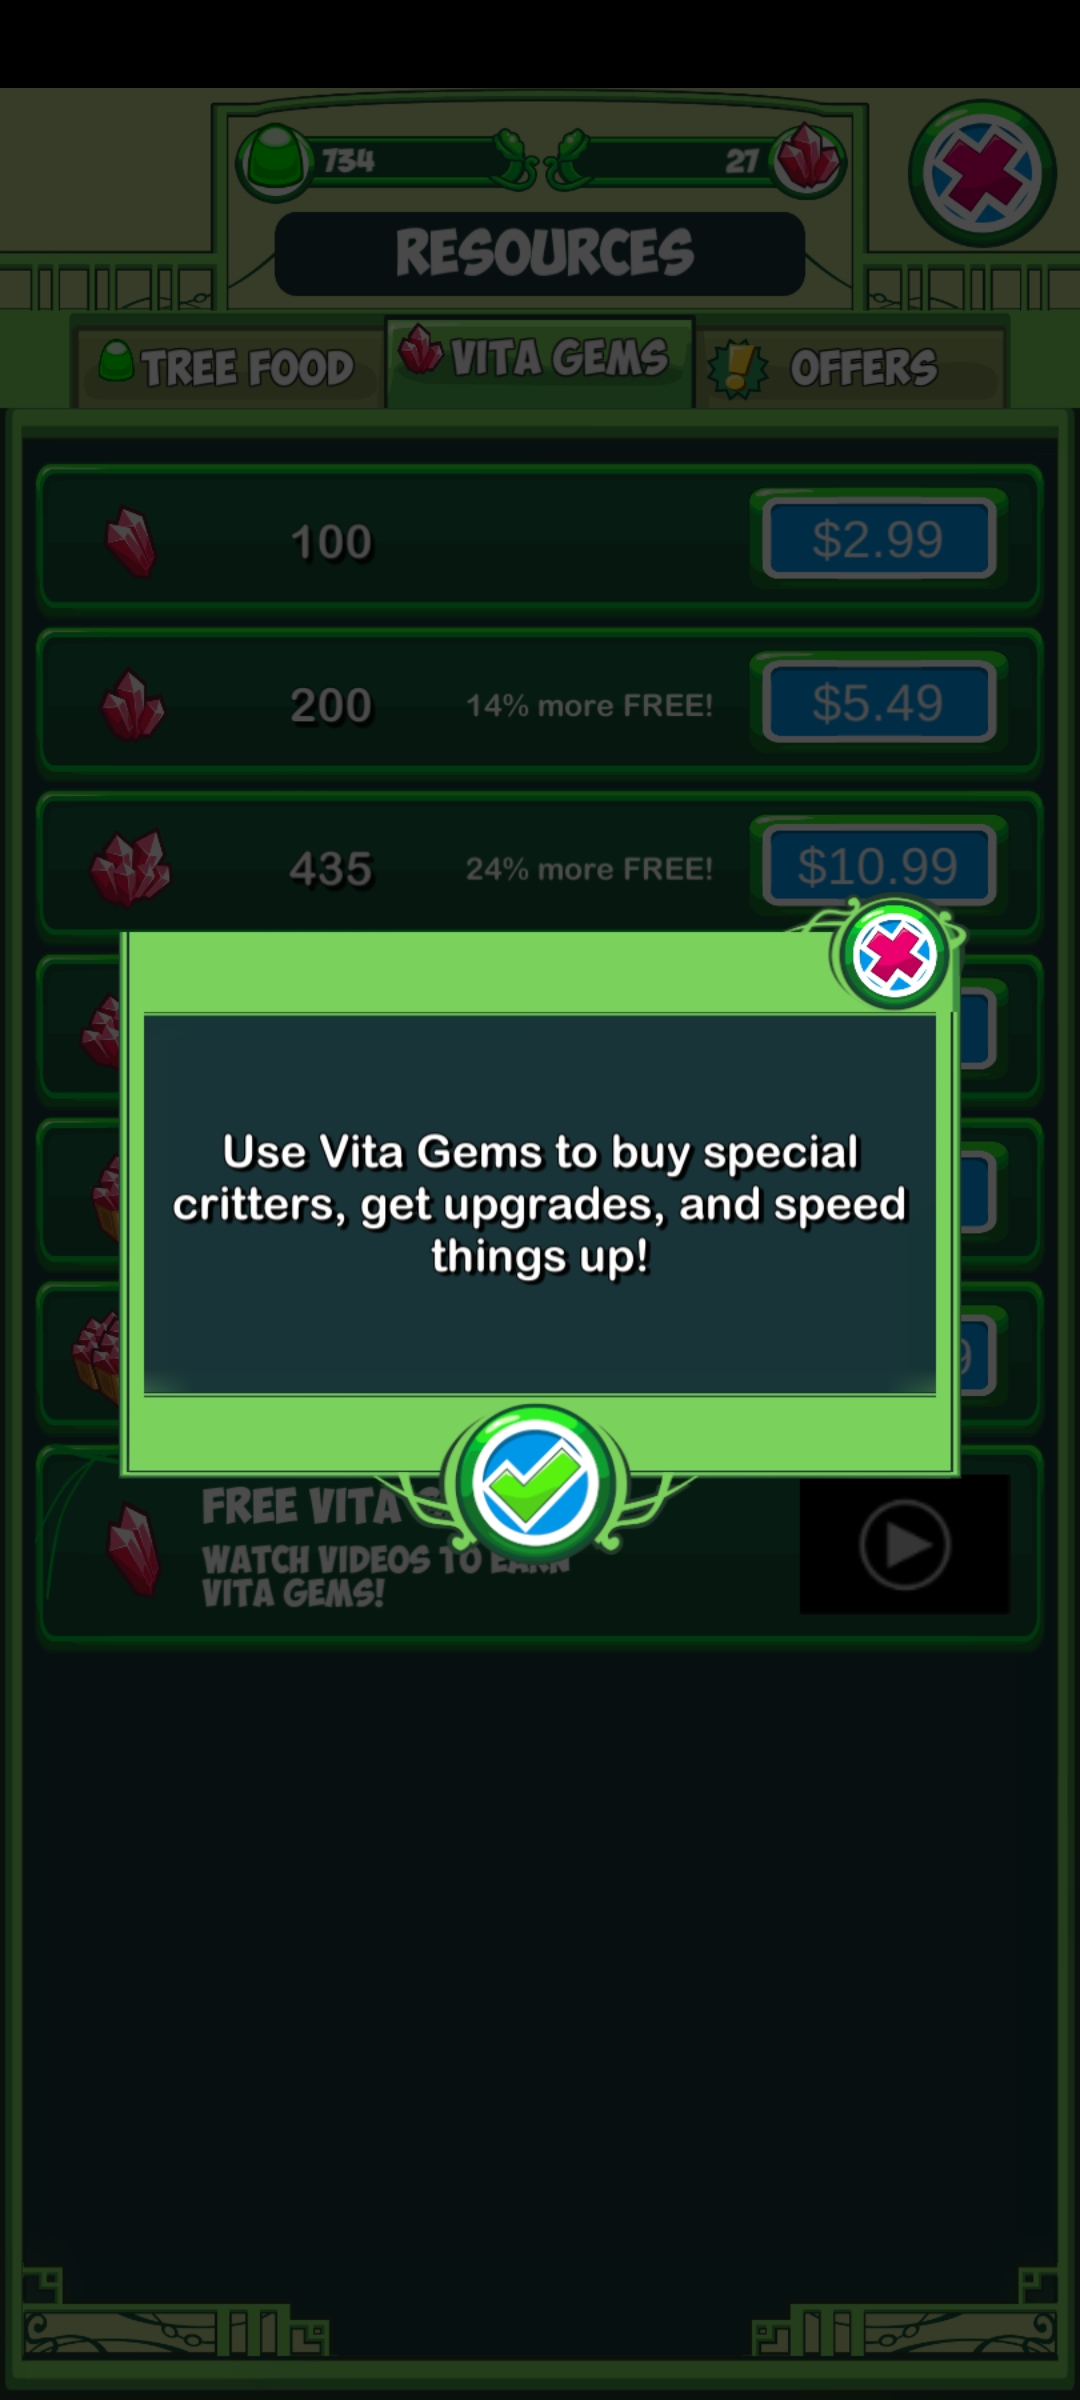 734
27
RESOURCES
TREE FOOD
VITA GEMS
OFFERS
100
$2.99
200
14% more FREE!
$5.49
435
24% more FREE!
$10.99
Use Vita Gems to buy special
critters, get upgrades, and speed
things up!
9
FREE VITA
WATCH VIDEOS TO EARN
VITA GEMS!